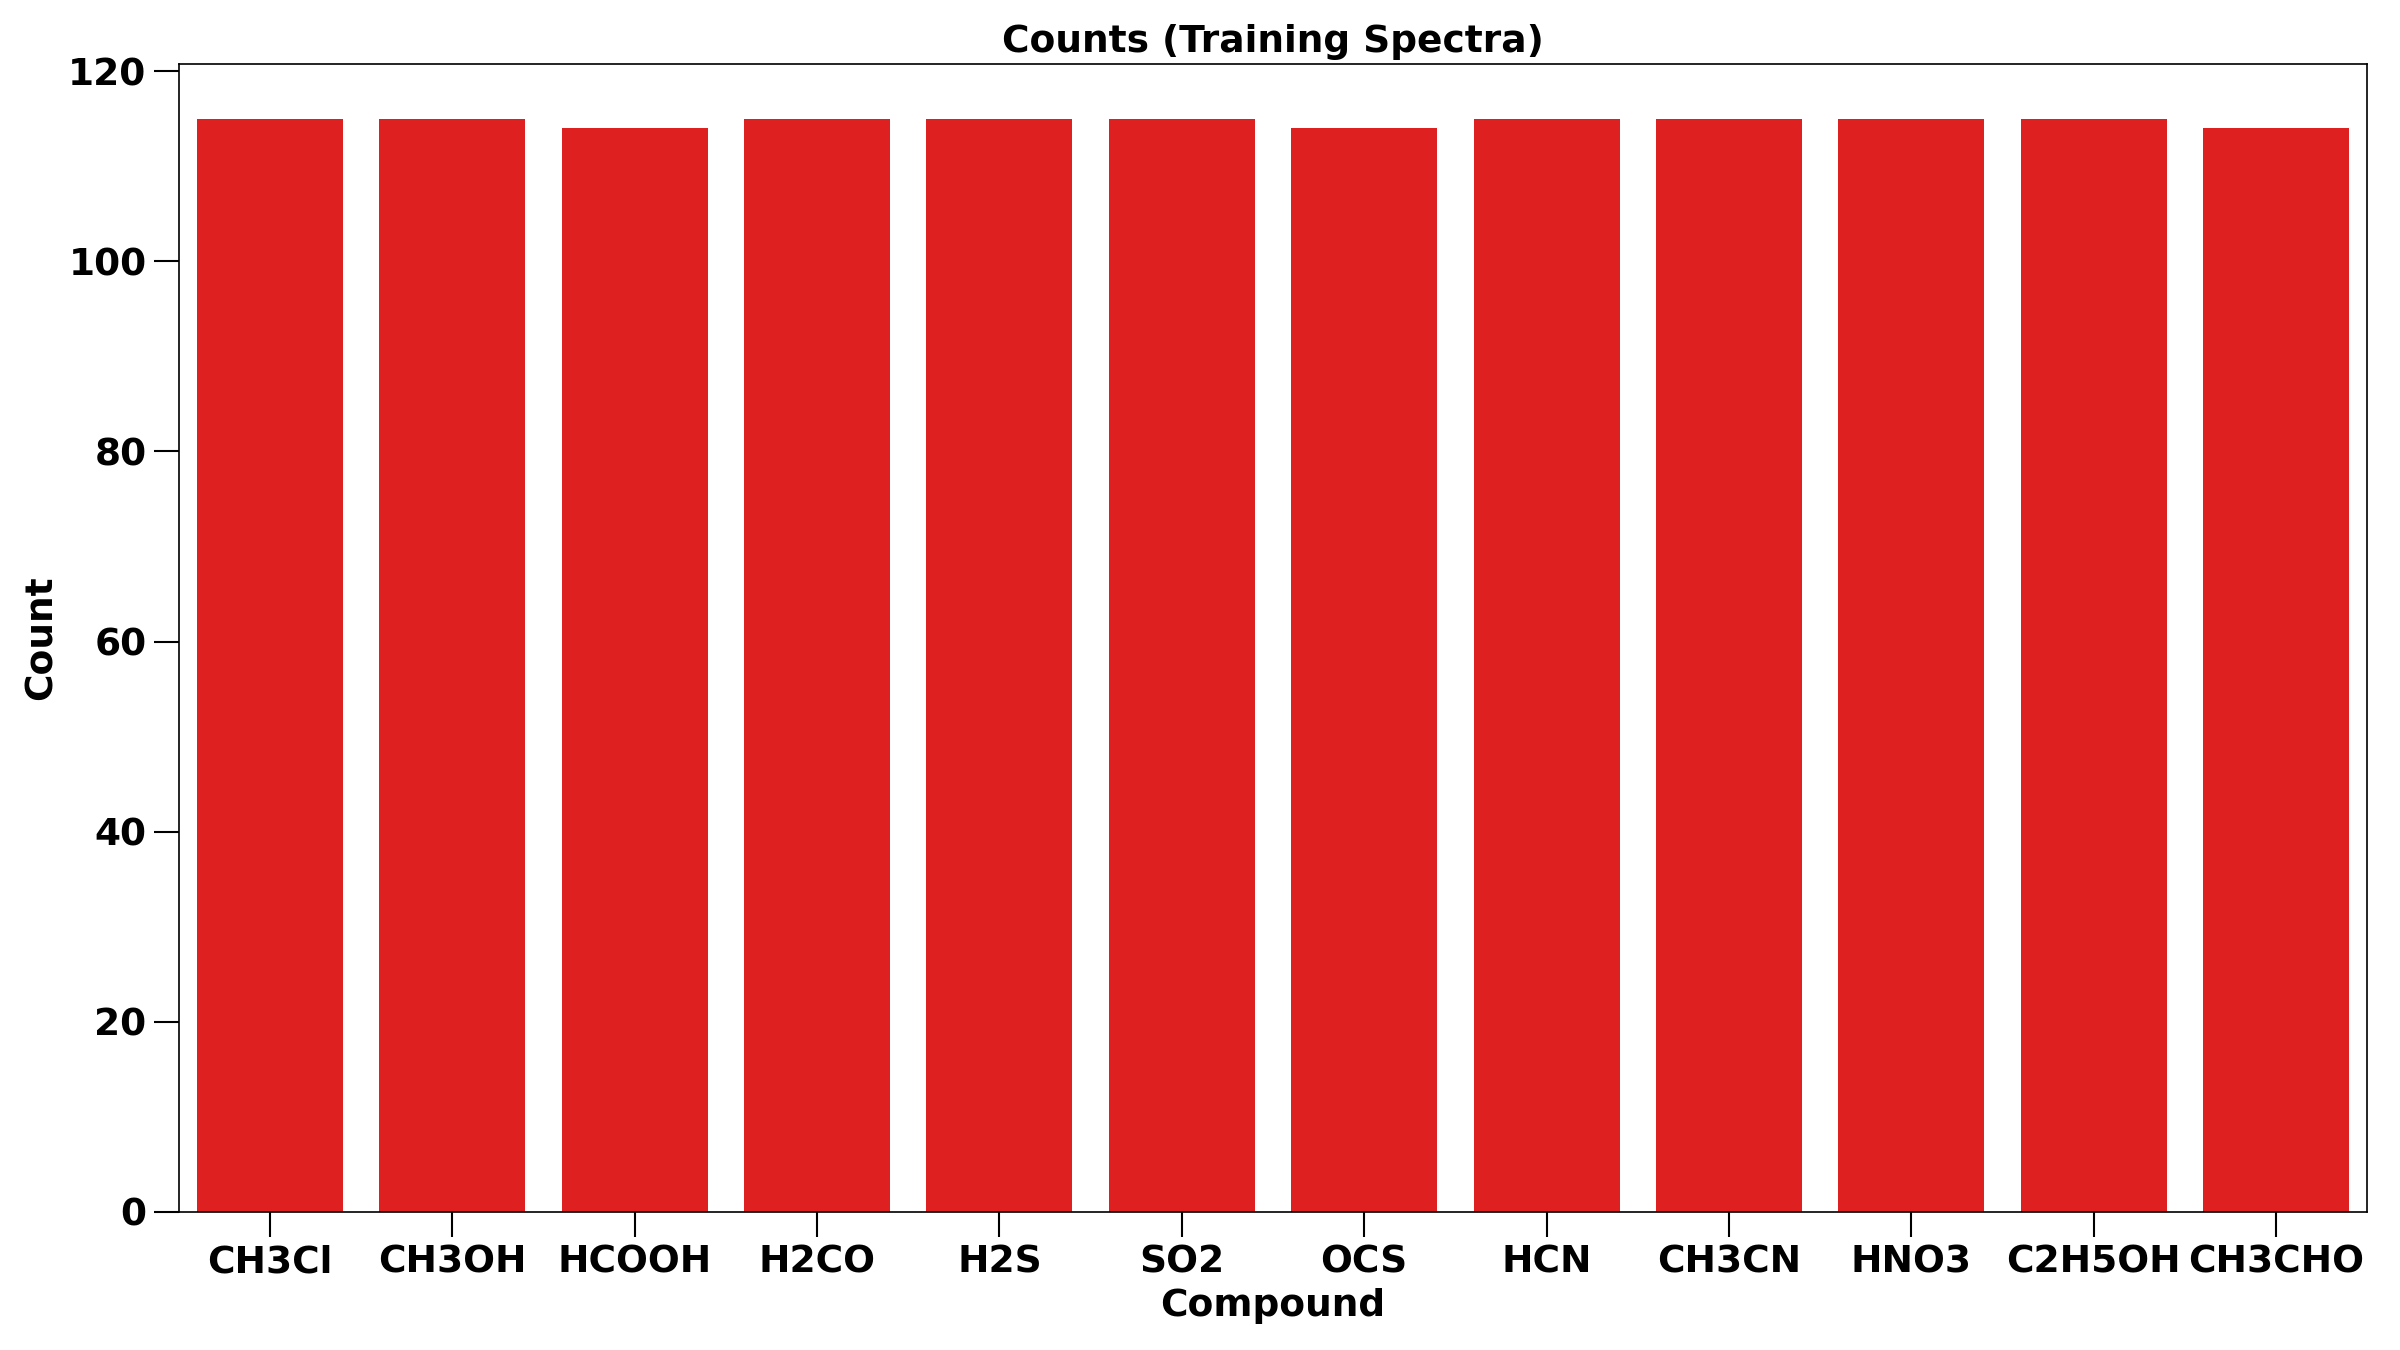 Counts (Training Spectra)
120
100
80
60
40
20
0
Count
CH3Cl CH3OH HCOOH H2CO H2S SO2 OCS HCN CH3CN HNO3 C2H5OH CH3CHO
Compound